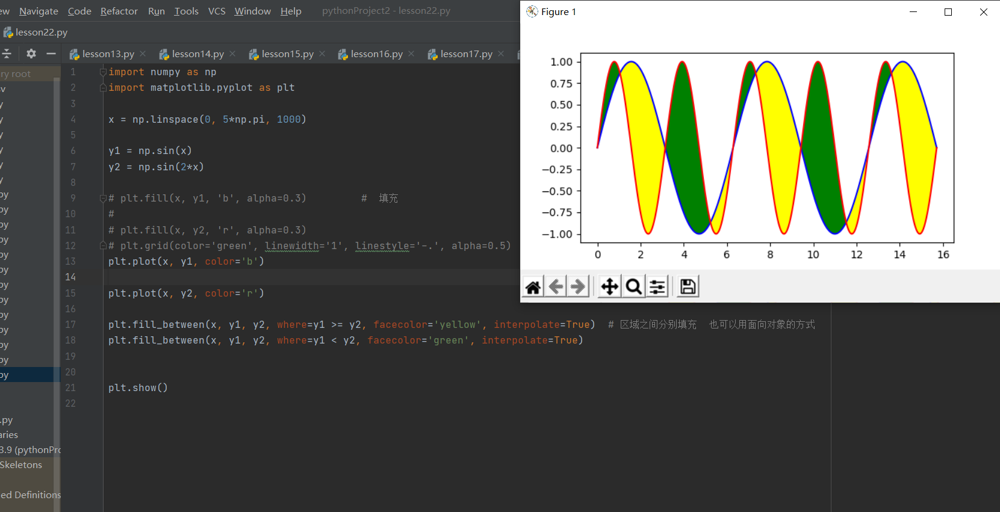 ew Navigate Code Refactor Run Tools VCS Window Help pythonProject2 - lesson22.py
lesson22.py
lesson13.py lesson14.py lesson15.py lesson16.py lesson17.py
ry root
v
y
y
y
y
y
y
py
py
py
py
py
py
py
py
py
py
py
py
py
.py
aries
3.9 (pythonPro
Skeletons
ed Definitions
1 import numpy as np
2 import matplotlib.pyplot as plt
3
4 x = np.linspace(0, 5*np.pi, 1000)
5
6 y1 = np.sin(x)
7 y2 = np.sin(2*x)
8
9 # plt.fill(x, y1, 'b', alpha=0.3) # 填充
10 #
11 # plt.fill(x, y2, 'r', alpha=0.3)
12 # plt.grid(color='green', linewidth='1', linestyle='-.', alpha=0.5)
13 plt.plot(x, y1, color='b')
14
15 plt.plot(x, y2, color='r')
16
17 plt.fill_between(x, y1, y2, where=y1 >= y2, facecolor='yellow', interpolate=True) # 区域之间分别填充 也可以用面向对象的方式
18 plt.fill_between(x, y1, y2, where=y1 < y2, facecolor='green', interpolate=True)
19
20
21 plt.show()
22
Figure 1
1.00
0.75
0.50
0.25
0.00
−0.25
−0.50
−0.75
−1.00
0 2 4 6 8 10 12 14 16